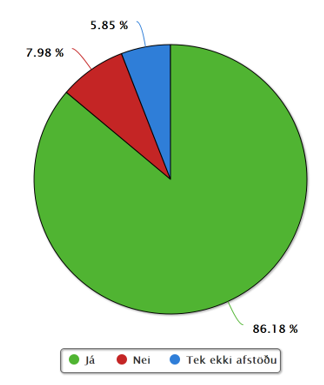 5.85 %
7.98 %
86.18 %
Já Nei Tek ekki afstöðu